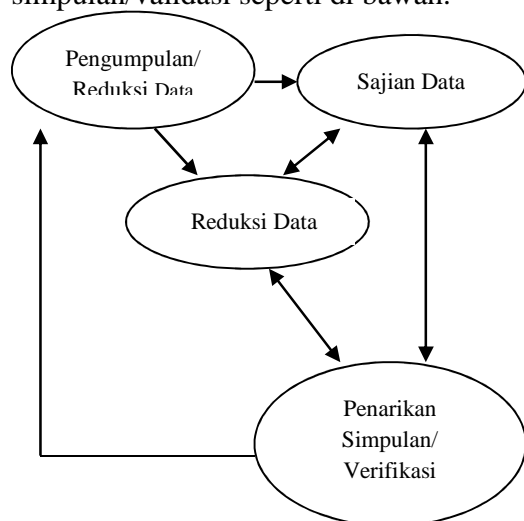 simpulan/validasi seperti di bawah:
Pengumpulan/
Reduksi Data
Sajian Data
Reduksi Data
Penarikan
Simpulan/
Verifikasi